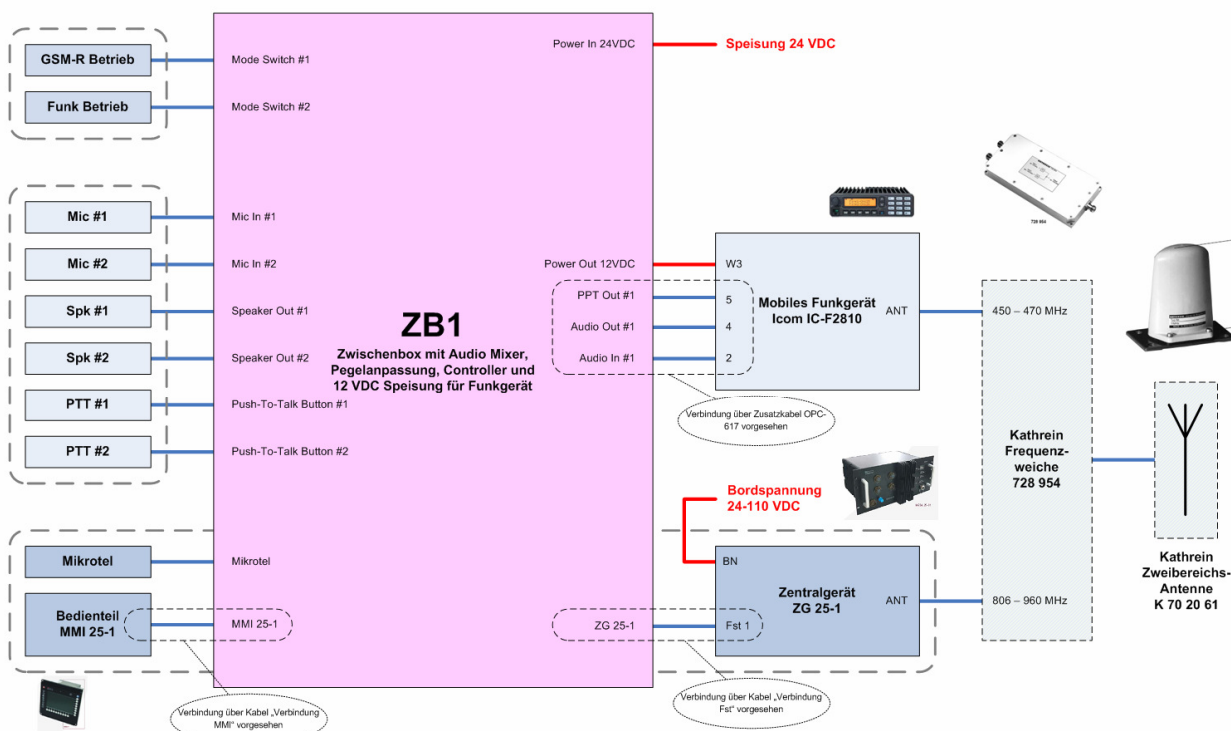 GSM-R Betrieb
Funk Betrieb
Mode Switch #1
Mode Switch #2
Power In 24VDC
Speisung 24 VDC
Mic #1
Mic #2
Spk #1
Spk #2
PTT #1
PTT #2
Mic In #1
Mic In #2
Speaker Out #1
Speaker Out #2
Push-To-Talk Button #1
Push-To-Talk Button #2
ZB1
Zwischenbox mit Audio Mixer,
Pegelanpassung, Controller und
12 VDC Speisung für Funkgerät
Power Out 12VDC
PPT Out #1
Audio Out #1
Audio In #1
W3
5
4
2
Mobiles Funkgerät
Icom IC-F2810
ANT
Verbindung über Zusatzkabel OPC-
617 vorgesehen
728 954
450 – 470 MHz
Kathrein
Frequenz-
weiche
728 954
806 – 960 MHz
Kathrein
Zweibereichs-
Antenne
K 70 20 61
Bordspannung
24-110 VDC
Mikrotel
Bedienteil
MMI 25-1
Mikrotel
MMI 25-1
ZG 25-1
BN
Fst 1
Zentralgerät
ZG 25-1
ANT
Verbindung über Kabel „Verbindung
MMI“ vorgesehen
Verbindung über Kabel „Verbindung
Fst“ vorgesehen